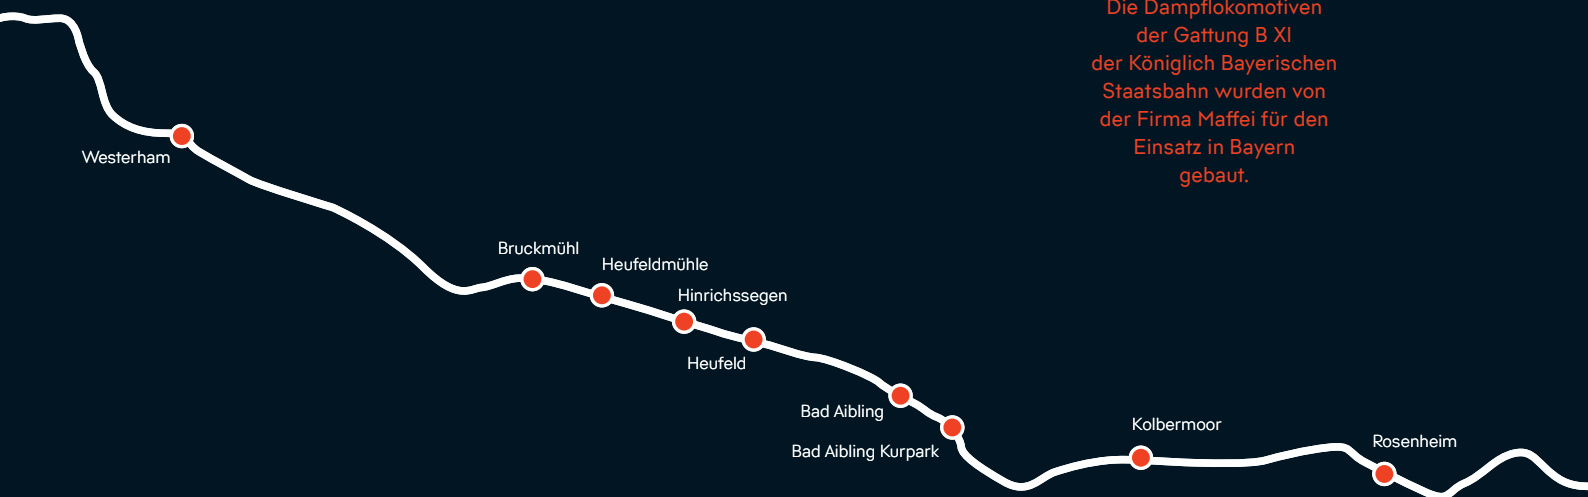 Die Dampflokomotiven
der Gattung B XI
der Königlich Bayerischen
Staatsbahn wurden von
der Firma Maffei für den
Einsatz in Bayern
gebaut.
Westerham
Bruckmühl
Heufeldmühle
Hinrichssegen
Heufeld
Bad Aibling
Bad Aibling Kurpark
Kolbermoor
Rosenheim